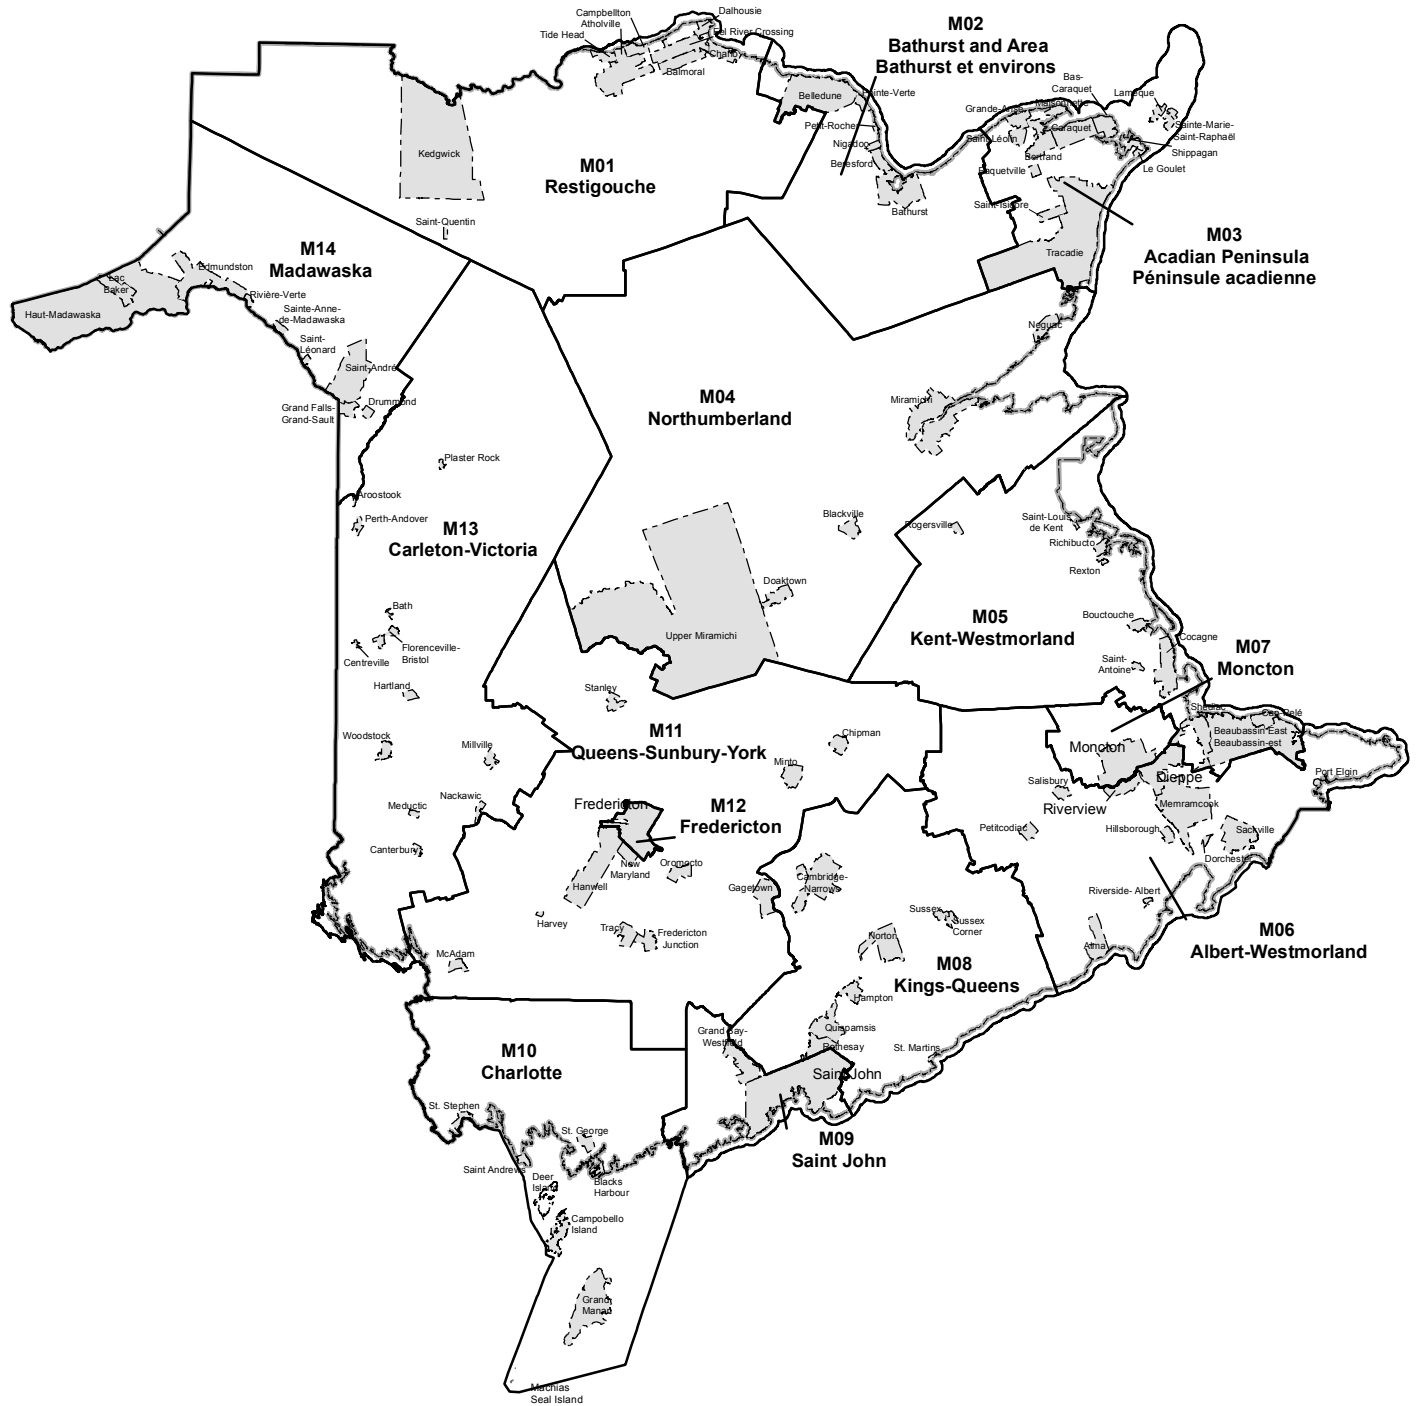 Dalhousie
Campbellton
Atholville
Tide Head
Eel River Crossing
Charlo
Balmoral
M02
Bathurst and Area
Bathurst et environs
Belledune
Pointe-Verte
Petit-Rocher
Nigadoo
Beresford
Bathurst
Bas-
Caraquet
Lamèque
Maisonnette
Grande-Anse
Caraquet
Saint-Léolin
Bertrand
Paquetville
Sainte-Marie-
Saint-Raphaël
Shippagan
Le Goulet
Saint-Isidore
Tracadie
M03
Acadian Peninsula
Péninsule acadienne
Kedgwick
M01
Restigouche
Saint-Quentin
M14
Madawaska
Edmundston
Lac
Baker
Rivière-Verte
Haut-Madawaska
Sainte-Anne-
de-Madawaska
Saint-
Léonard
Saint-André
Drummond
Grand Falls-
Grand-Sault
Neguac
M04
Northumberland
Miramichi
Plaster Rock
Aroostook
Perth-Andover
M13
Carleton-Victoria
Blackville
Rogersville
Saint-Louis
de Kent
Richibucto
Rexton
Doaktown
Upper Miramichi
Bath
Florenceville-
Bristol
Centreville
Hartland
M05
Kent-Westmorland
Bouctouche
Cocagne
Saint-
Antoine
M07
Moncton
Stanley
M11
Queens-Sunbury-York
Chipman
Minto
Woodstock
Millville
Shediac
Cap-Pelé
Beaubassin East
Beaubassin-est
Moncton
Dieppe
Port Elgin
Salisbury
Riverview
Memramcook
Meductic
Nackawic
Fredericton
M12
Fredericton
Petitcodiac
Hillsborough
Sackville
Dorchester
Canterbury
New
Maryland
Oromocto
Hanwell
Gagetown
Cambridge-
Narrows
Riverside- Albert
Harvey
Tracy
Fredericton
Junction
Sussex
Sussex
Corner
Norton
Alma
M06
Albert-Westmorland
McAdam
M08
Kings-Queens
Hampton
Quispamsis
Rothesay
Grand Bay-
Westfield
St. Martins
M10
Charlotte
Saint John
St. Stephen
St. George
M09
Saint John
Saint Andrews
Deer
Island
Blacks
Harbour
Campobello
Island
Grand
Manan
Machias
Seal Island